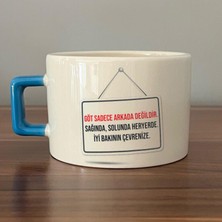 GÖT SADECE ARKADA DEĞİLDİR.
SAĞINDA, SOLUNDA HERYERDE.
İYİ BAKININ ÇEVRENİZE.